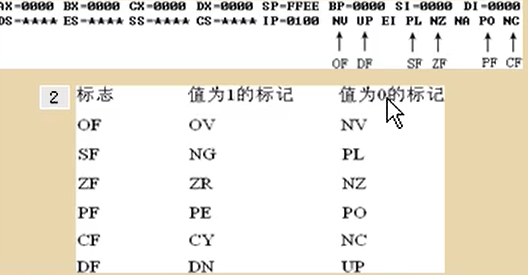 AX=0000 BX=0000 CX=0000 DX=0000 SP=FFEE BP=0000 SI=0000 DI=0000
DS=**** ES=**** SS=**** CS=**** IP=0100 NV UP EI PL NZ NA PO NC
OF DF SF ZF PF CF
2
标志 值为1的标记 值为0的标记
OF OV NV
SF NG PL
ZF ZR NZ
PF PE PO
CF CY NC
DF DN UP